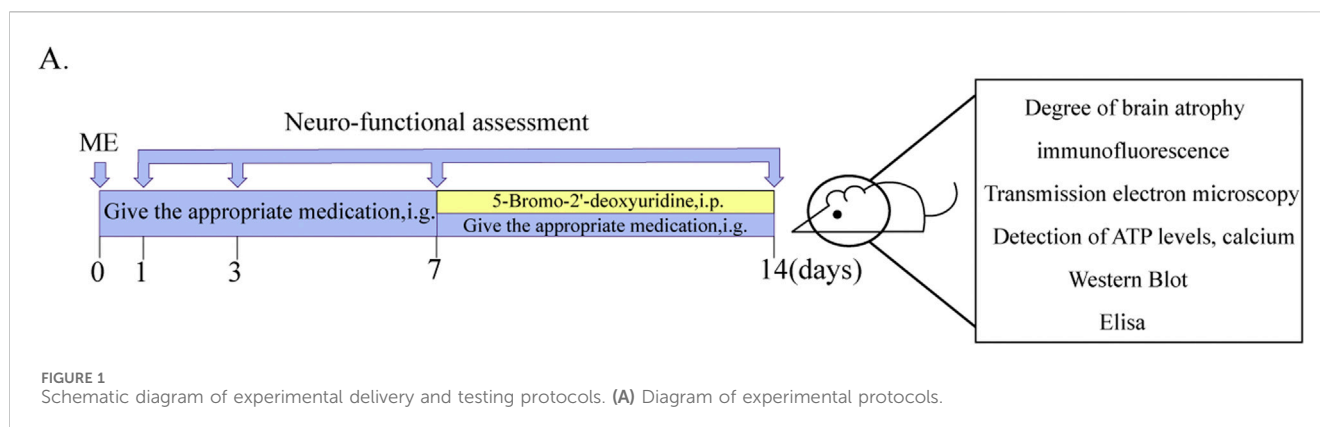 A.
Neuro-functional assessment
ME
Give the appropriate medication,i.g.
5-Bromo-2'-deoxyuridine,i.p.
Give the appropriate medication,i.g.
0 1 3 7 14(days)
Degree of brain atrophy
immunofluorescence
Transmission electron microscopy
Detection of ATP levels, calcium
Western Blot
Elisa
FIGURE 1
Schematic diagram of experimental delivery and testing protocols. (A) Diagram of experimental protocols.